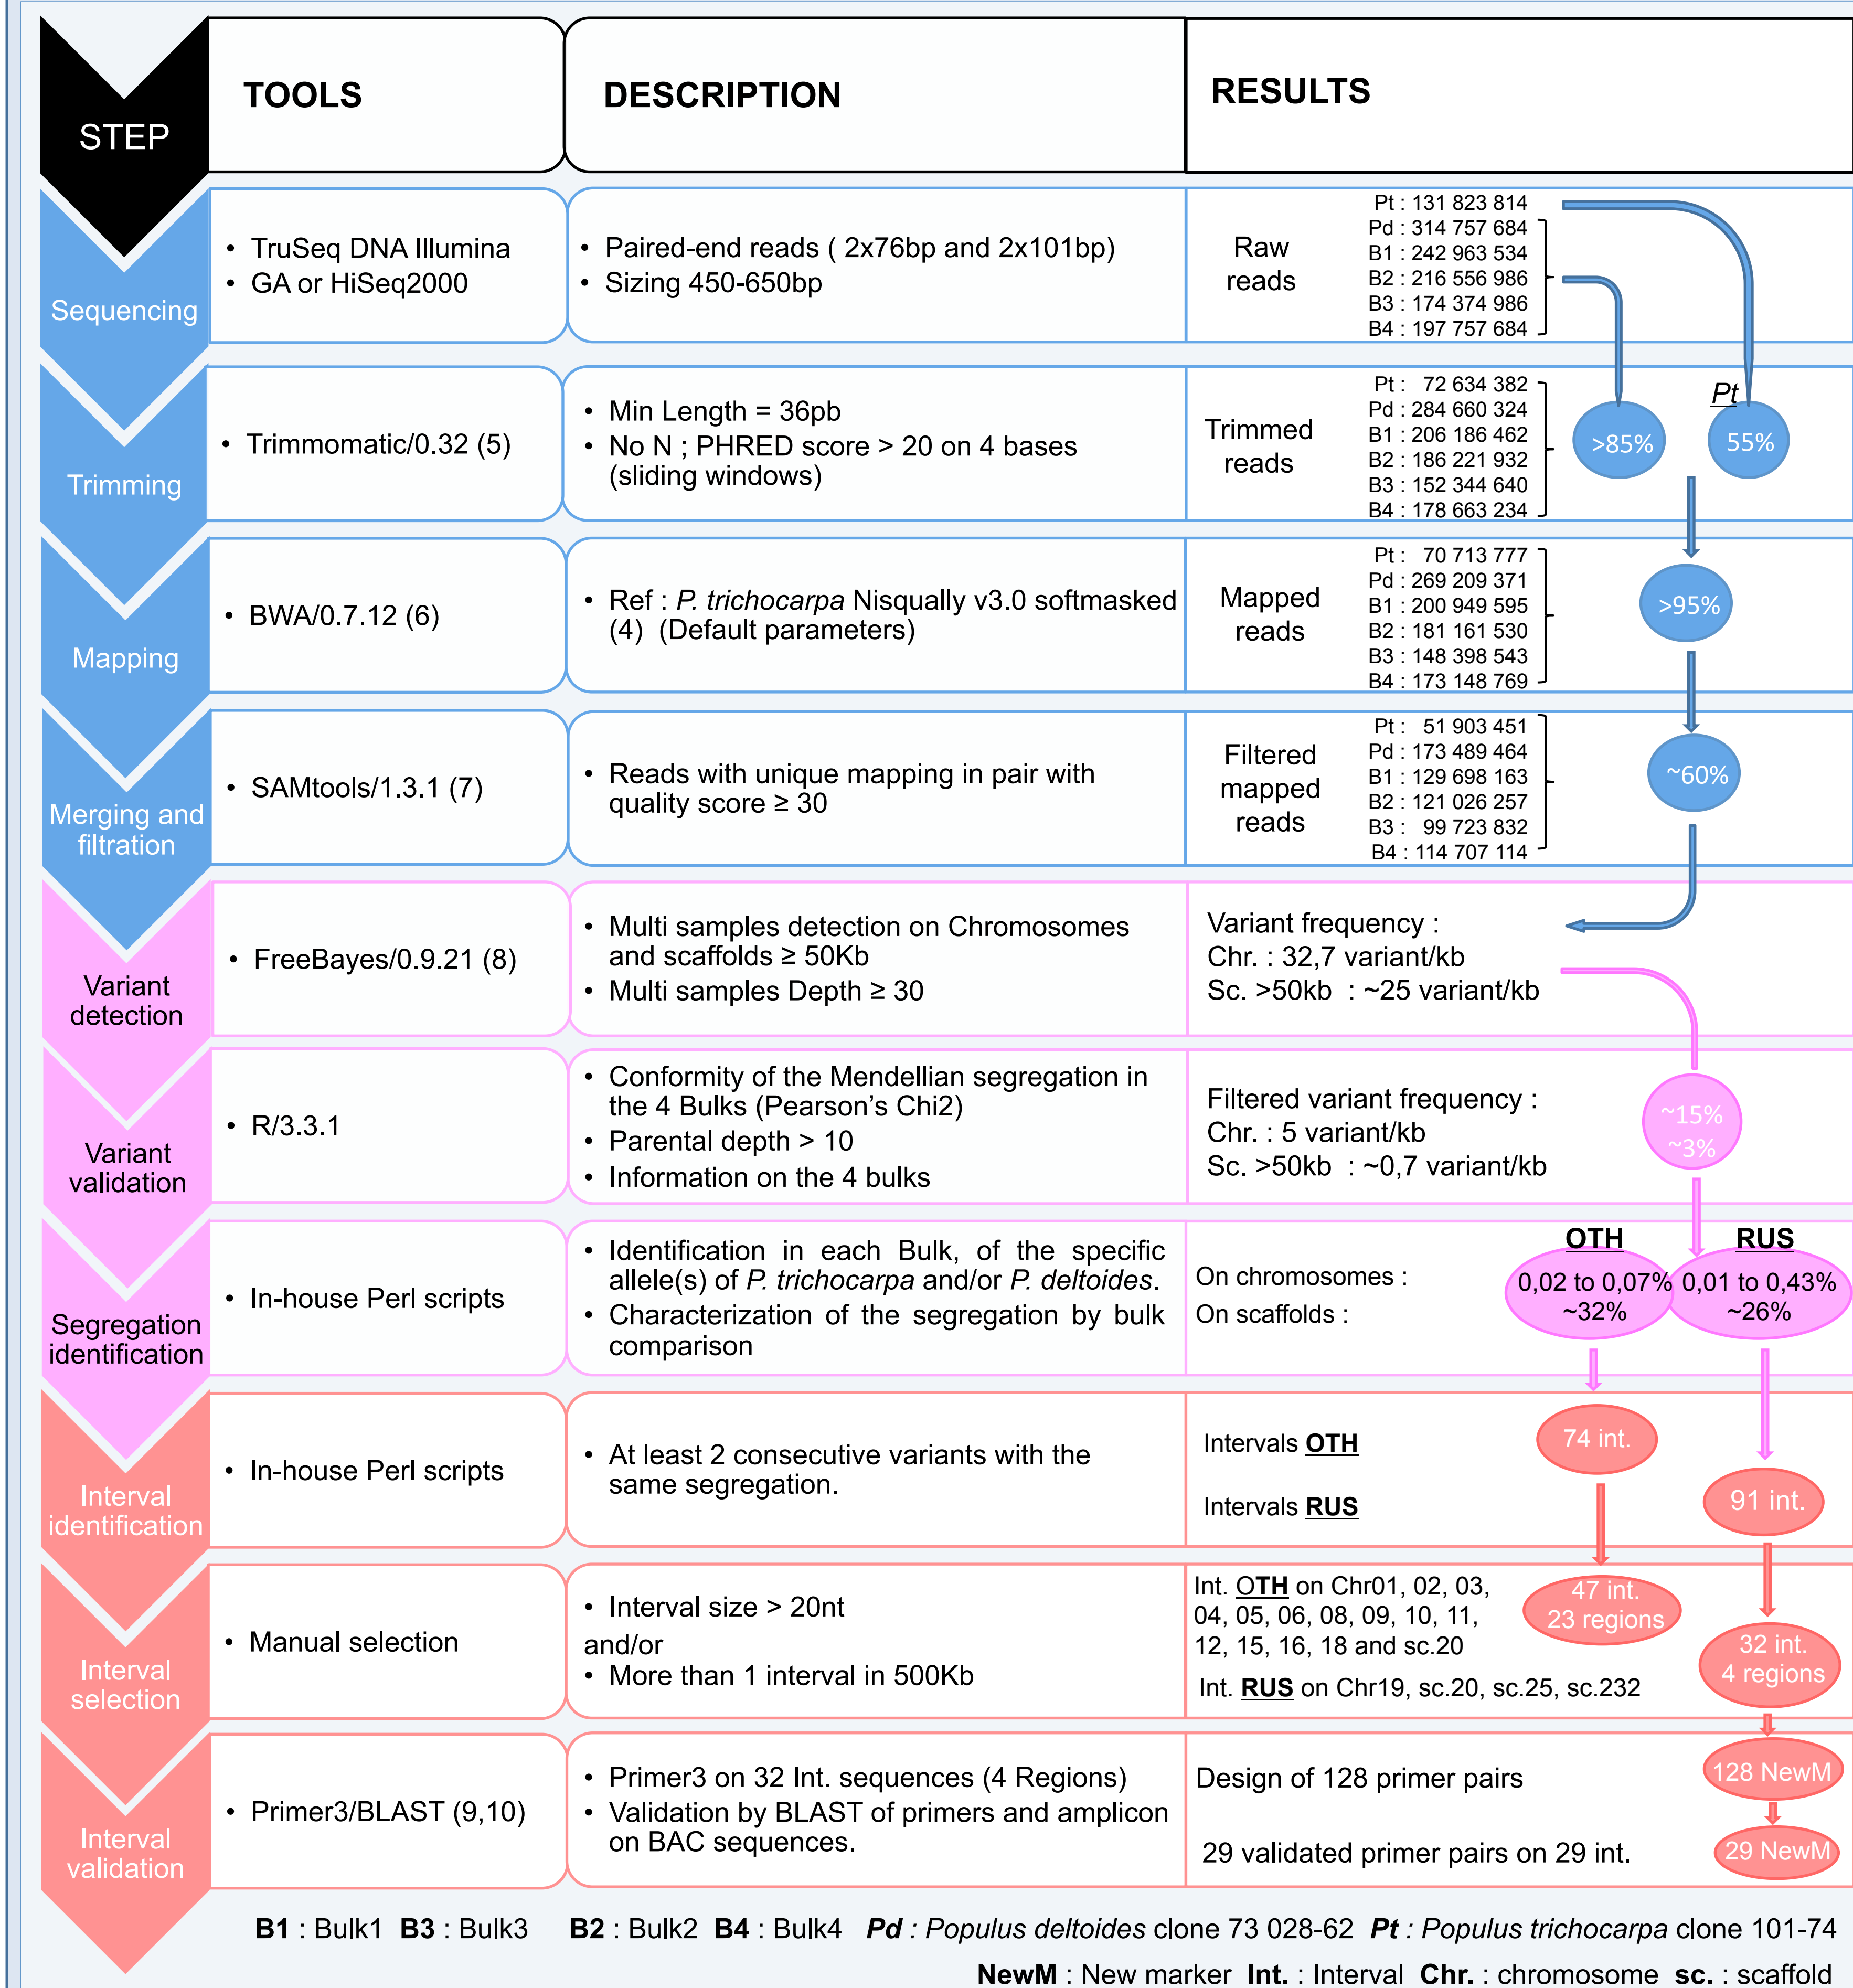 STEP
TOOLS
DESCRIPTION
RESULTS
Sequencing
• TruSeq DNA Illumina
• GA or HiSeq2000
• Paired-end reads ( 2x76bp and 2x101bp)
• Sizing 450-650bp
Raw
reads
Pt : 131 823 814
Pd : 314 757 684
B1 : 242 963 534
B2 : 216 556 986
B3 : 174 374 986
B4 : 197 757 684
Trimming
• Trimmomatic/0.32 (5)
• Min Length = 36pb
• No N ; PHRED score > 20 on 4 bases
(sliding windows)
Trimmed
reads
Pt : 72 634 382
Pd : 284 660 324
B1 : 206 186 462
B2 : 186 221 932
B3 : 152 344 640
B4 : 178 663 234
>85%
Pt
55%
Mapping
• BWA/0.7.12 (6)
• Ref : P. trichocarpa Nisqually v3.0 softmasked
(4) (Default parameters)
Mapped
reads
Pt : 70 713 777
Pd : 269 209 371
B1 : 200 949 595
B2 : 181 161 530
B3 : 148 398 543
B4 : 173 148 769
>95%
Merging and
filtration
• SAMtools/1.3.1 (7)
• Reads with unique mapping in pair with
quality score ≥ 30
Filtered
mapped
reads
Pt : 51 903 451
Pd : 173 489 464
B1 : 129 698 163
B2 : 121 026 257
B3 : 99 723 832
B4 : 114 707 114
~60%
Variant
detection
• FreeBayes/0.9.21 (8)
• Multi samples detection on Chromosomes
and scaffolds ≥ 50Kb
• Multi samples Depth ≥ 30
Variant frequency :
Chr. : 32,7 variant/kb
Sc. >50kb : ~25 variant/kb
Variant
validation
• R/3.3.1
• Conformity of the Mendellian segregation in
the 4 Bulks (Pearson's Chi2)
• Parental depth > 10
• Information on the 4 bulks
Filtered variant frequency :
Chr. : 5 variant/kb
Sc. >50kb : ~0,7 variant/kb
~15%
~3%
Segregation
identification
• In-house Perl scripts
• Identification in each Bulk, of the specific
allele(s) of P. trichocarpa and/or P. deltoides.
• Characterization of the segregation by bulk
comparison
On chromosomes :
On scaffolds :
OTH
0,02 to 0,07%
~32%
RUS
0,01 to 0,43%
~26%
Interval
identification
• In-house Perl scripts
• At least 2 consecutive variants with the
same segregation.
Intervals OTH
74 int.
Intervals RUS
91 int.
Interval
selection
• Manual selection
• Interval size > 20nt
and/or
• More than 1 interval in 500Kb
Int. OTH on Chr01, 02, 03,
04, 05, 06, 08, 09, 10, 11,
12, 15, 16, 18 and sc.20
47 int.
23 regions
Int. RUS on Chr19, sc.20, sc.25, sc.232
32 int.
4 regions
Interval
validation
• Primer3/BLAST (9,10)
• Primer3 on 32 Int. sequences (4 Regions)
• Validation by BLAST of primers and amplicon
on BAC sequences.
Design of 128 primer pairs
128 NewM
29 validated primer pairs on 29 int.
29 NewM
B1 : Bulk1 B3 : Bulk3 B2 : Bulk2 B4 : Bulk4 Pd : Populus deltoides clone 73 028-62 Pt : Populus trichocarpa clone 101-74
NewM : New marker Int. : Interval Chr. : chromosome sc. : scaffold